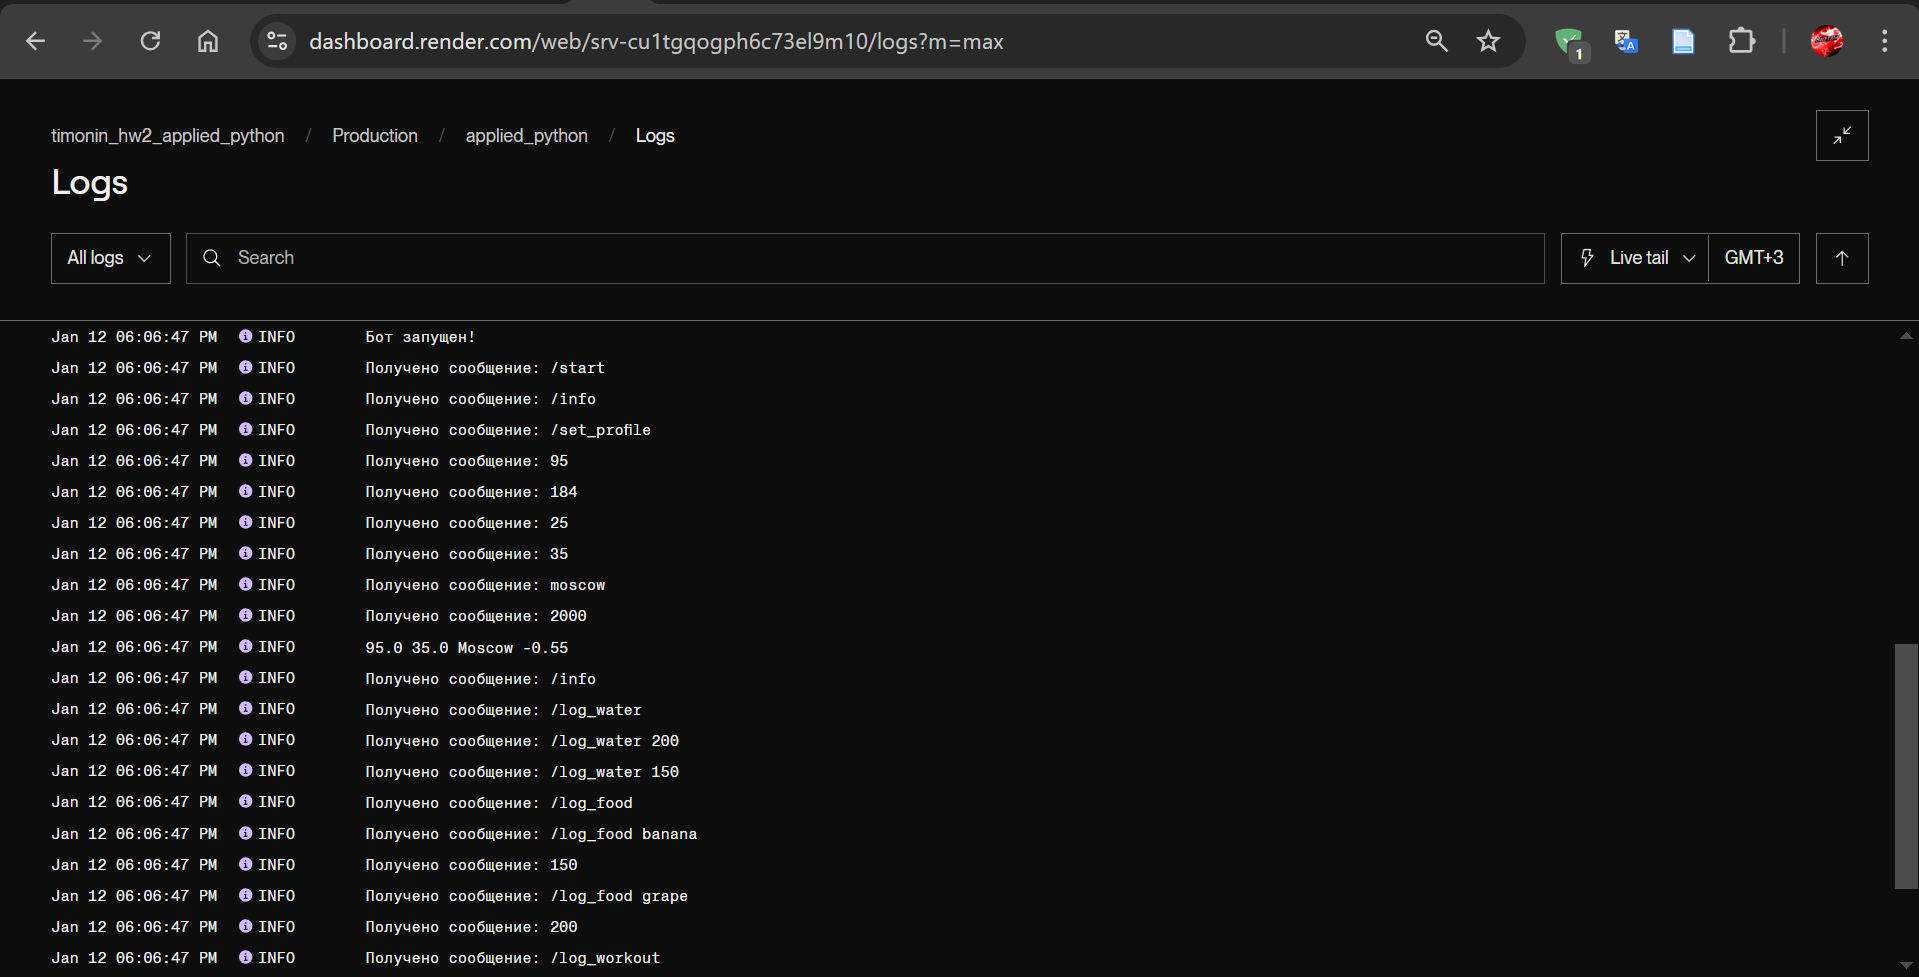 dashboard.render.com/web/srv-cu1tgqogph6c73el9m10/logs?m=max
1
timonin_hw2_applied_python / Production / applied_python / Logs
Logs
All logs Search Live tail GMT+3
Jan 12 06:06:47 PM INFO Бот запущен!
Jan 12 06:06:47 PM INFO Получено сообщение: /start
Jan 12 06:06:47 PM INFO Получено сообщение: /info
Jan 12 06:06:47 PM INFO Получено сообщение: /set_profile
Jan 12 06:06:47 PM INFO Получено сообщение: 95
Jan 12 06:06:47 PM INFO Получено сообщение: 184
Jan 12 06:06:47 PM INFO Получено сообщение: 25
Jan 12 06:06:47 PM INFO Получено сообщение: 35
Jan 12 06:06:47 PM INFO Получено сообщение: moscow
Jan 12 06:06:47 PM INFO Получено сообщение: 2000
Jan 12 06:06:47 PM INFO 95.0 35.0 Moscow -0.55
Jan 12 06:06:47 PM INFO Получено сообщение: /info
Jan 12 06:06:47 PM INFO Получено сообщение: /log_water
Jan 12 06:06:47 PM INFO Получено сообщение: /log_water 200
Jan 12 06:06:47 PM INFO Получено сообщение: /log_water 150
Jan 12 06:06:47 PM INFO Получено сообщение: /log_food
Jan 12 06:06:47 PM INFO Получено сообщение: /log_food banana
Jan 12 06:06:47 PM INFO Получено сообщение: 150
Jan 12 06:06:47 PM INFO Получено сообщение: /log_food grape
Jan 12 06:06:47 PM INFO Получено сообщение: 200
Jan 12 06:06:47 PM INFO Получено сообщение: /log_workout